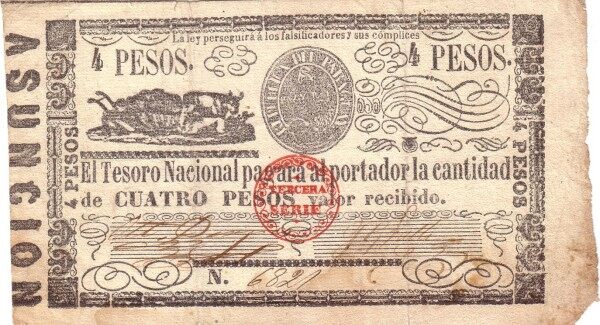 La ley perseguirá á los falsificadores y sus cómplices
4 PESOS.
4 PESOS.
ASUNCION
4 PESOS
4 PESOS
El Tesoro Nacional pagará al portador la cantidad
de CUATRO PESOS valor recibido.
TERCERA
SERIE
N. 6821